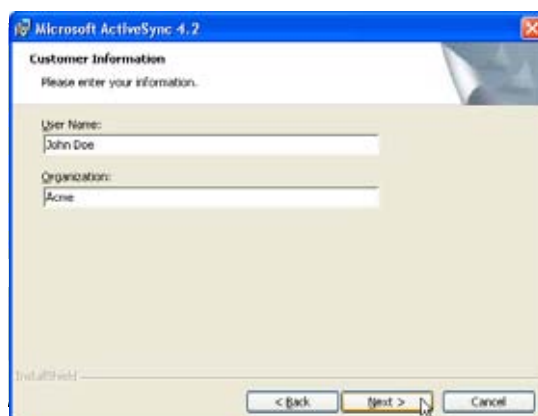 Microsoft ActiveSync 4.2
Customer Information
Please enter your information.
User Name:
John Doe
Organization:
Acme
InstallShield
< Back
Next >
Cancel